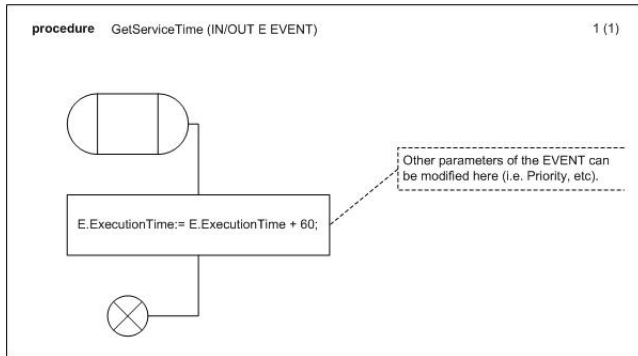 procedure GetServiceTime (IN/OUT E EVENT) 1 (1)
Other parameters of the EVENT can
be modified here (i.e. Priority, etc).
E.ExecutionTime:= E.ExecutionTime + 60;